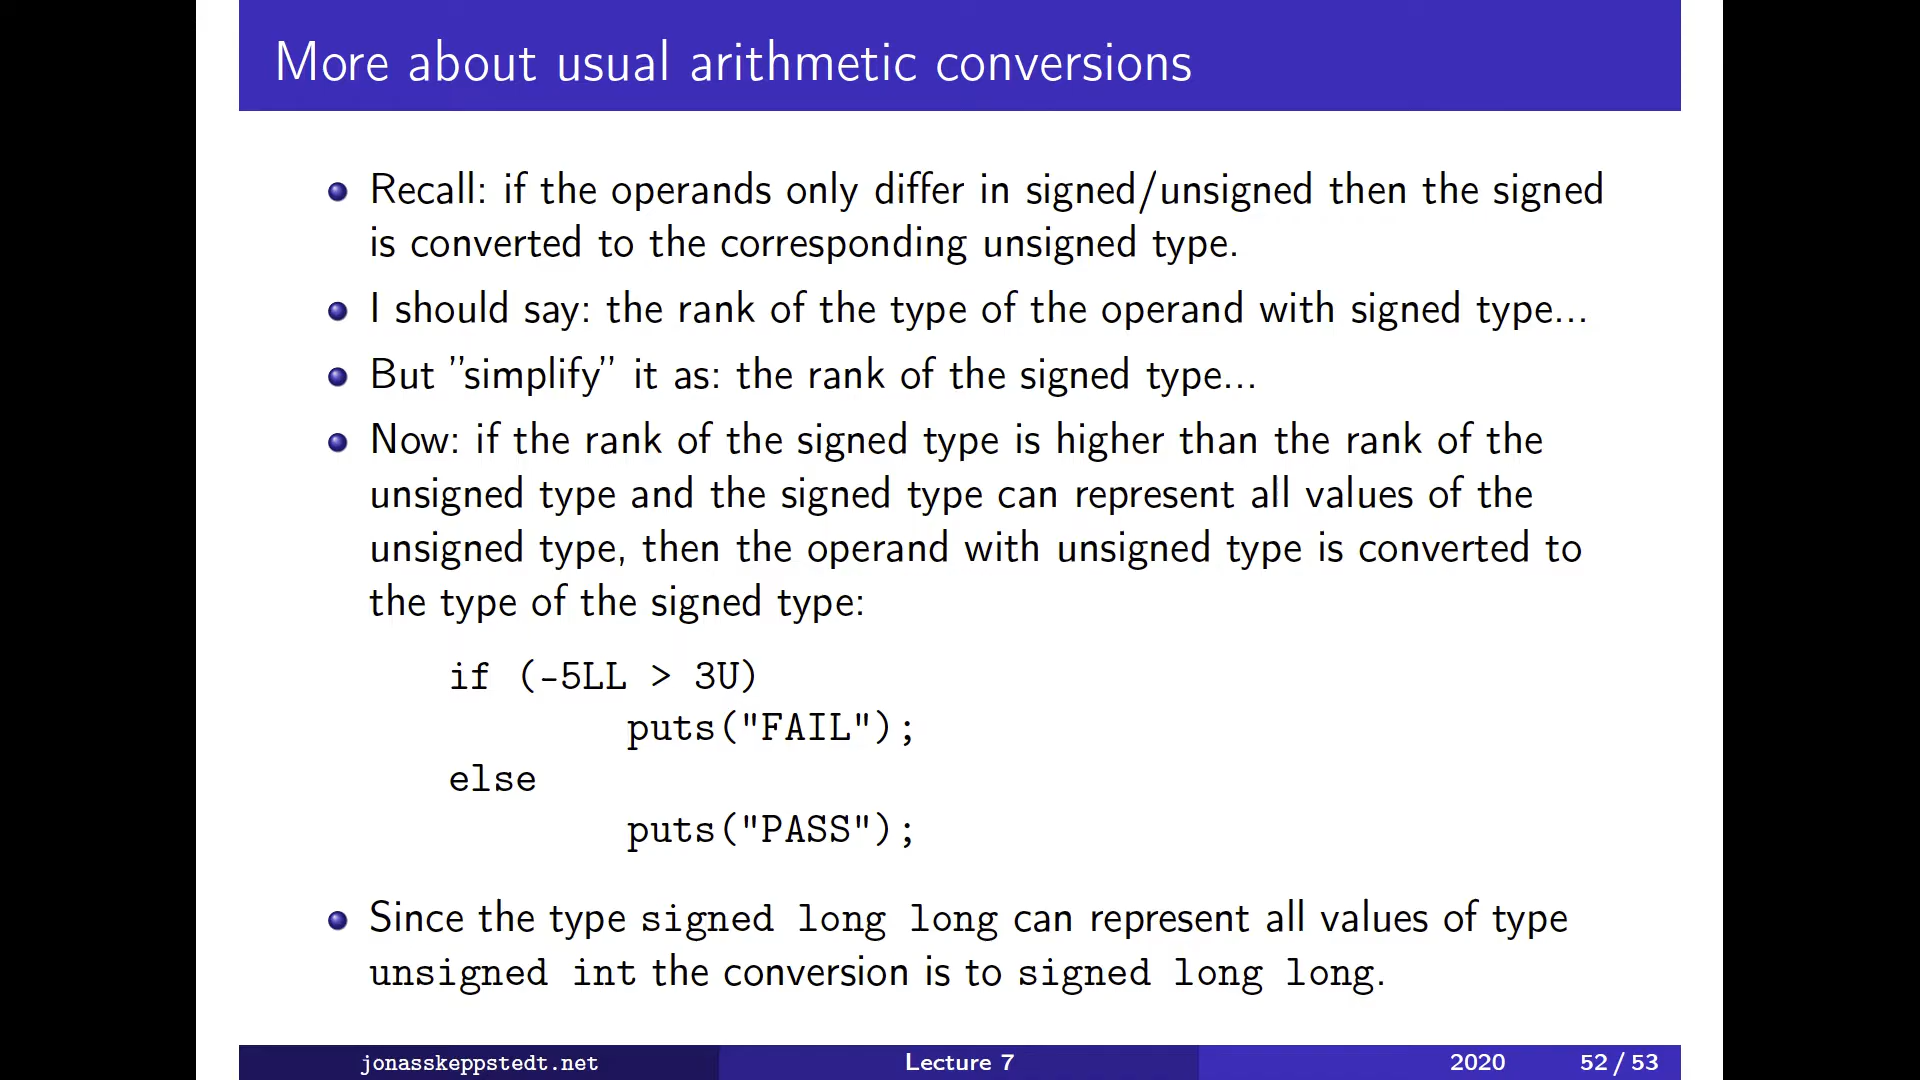 More about usual arithmetic conversions
Recall: if the operands only differ in signed/unsigned then the signed
is converted to the corresponding unsigned type.
I should say: the rank of the type of the operand with signed type...
But ”simplify” it as: the rank of the signed type...
Now: if the rank of the signed type is higher than the rank of the
unsigned type and the signed type can represent all values of the
unsigned type, then the operand with unsigned type is converted to
the type of the signed type:
if (-5LL > 3U)
puts("FAIL");
else
puts("PASS");
Since the type signed long long can represent all values of type
unsigned int the conversion is to signed long long.
jonasskeppstedt.net Lecture 7 2020 52 / 53